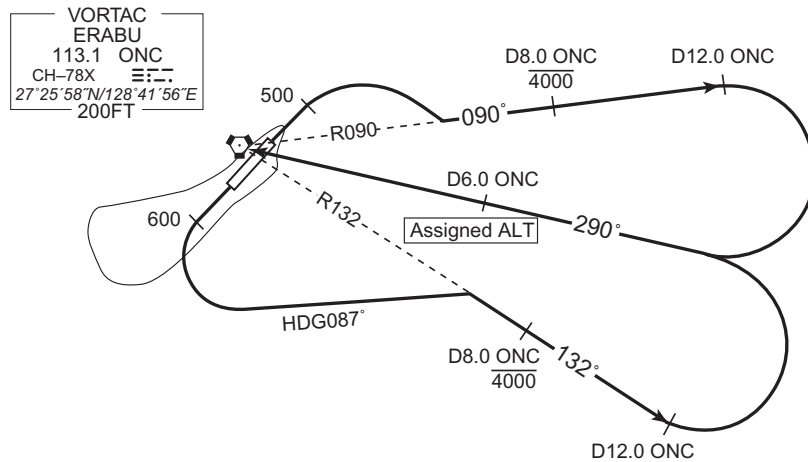 VORTAC
ERABU
113.1 ONC
CH–78X
27°25´58˝N/128°41´56˝E
200FT
500
R090
090°
D8.0 ONC
4000
D12.0 ONC
D6.0 ONC
Assigned ALT
290°
R132
600
HDG087°
D8.0 ONC
4000
132°
D12.0 ONC